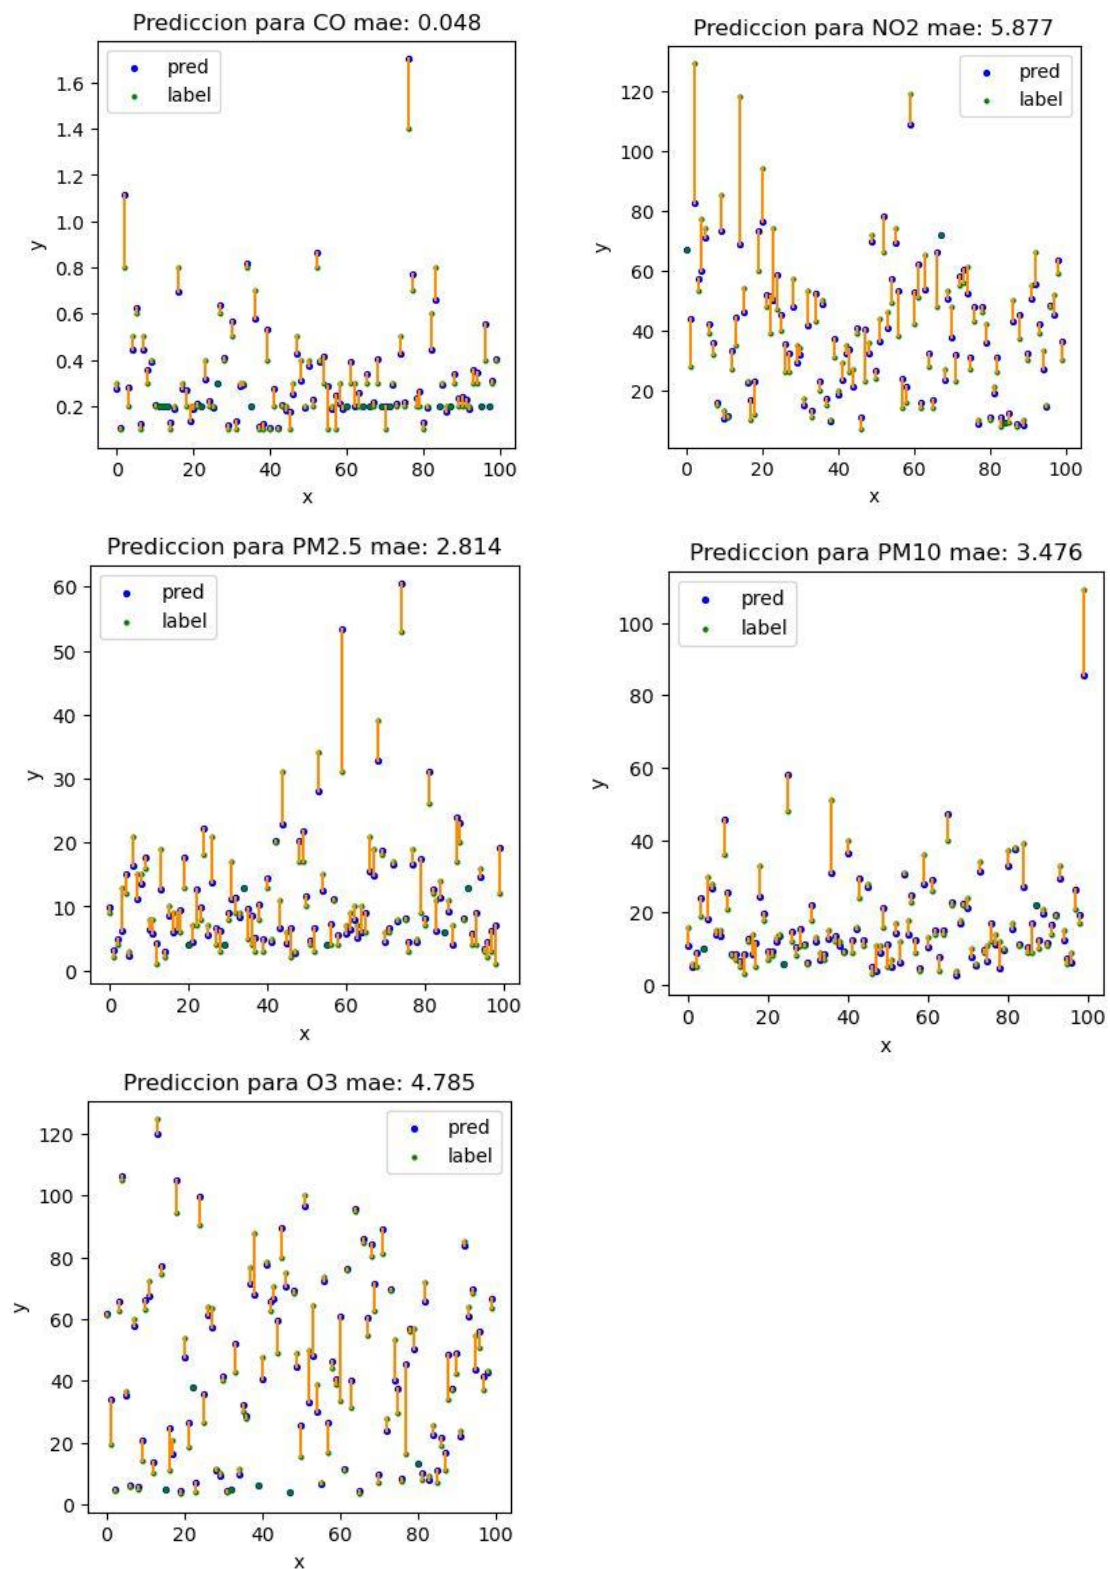 Prediccion para CO mae: 0.048
pred
label
1.6
1.4
1.2
1.0
0.8
0.6
0.4
0.2
y
0 20 40 60 80 100
x
Prediccion para NO2 mae: 5.877
pred
label
120
100
80
60
40
20
y
0 20 40 60 80 100
x
Prediccion para PM2.5 mae: 2.814
pred
label
60
50
40
30
20
10
0
y
0 20 40 60 80 100
x
Prediccion para PM10 mae: 3.476
pred
label
100
80
60
40
20
0
y
0 20 40 60 80 100
x
Prediccion para O3 mae: 4.785
pred
label
120
100
80
60
40
20
0
y
0 20 40 60 80 100
x